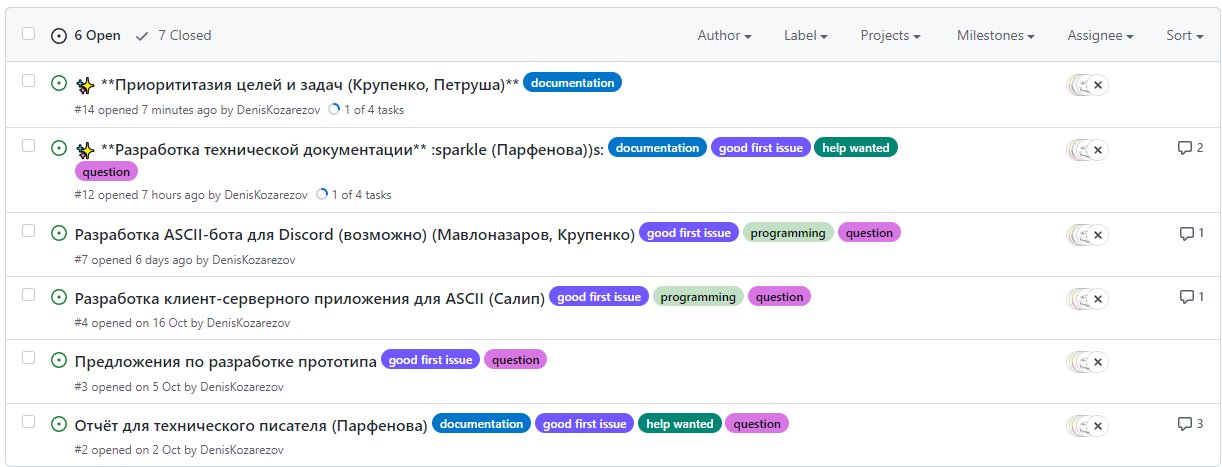 6 Open 7 Closed Author Label Projects Milestones Assignee Sort
**Приорититазия целей и задач (Крупенко, Петруша)** documentation
#14 opened 7 minutes ago by DenisKozarezov 1 of 4 tasks
**Разработка технической документации** :sparkle (Парфенова))s: documentation good first issue help wanted 2
question
#12 opened 7 hours ago by DenisKozarezov 1 of 4 tasks
Разработка ASCII-бота для Discord (возможно) (Мавлоназаров, Крупенко) good first issue programming question 1
#7 opened 6 days ago by DenisKozarezov
Разработка клиент-серверного приложения для ASCII (Салип) good first issue programming question 1
#4 opened on 16 Oct by DenisKozarezov
Предложения по разработке прототипа good first issue question
#3 opened on 5 Oct by DenisKozarezov
Отчёт для технического писателя (Парфенова) documentation good first issue help wanted question 3
#2 opened on 2 Oct by DenisKozarezov